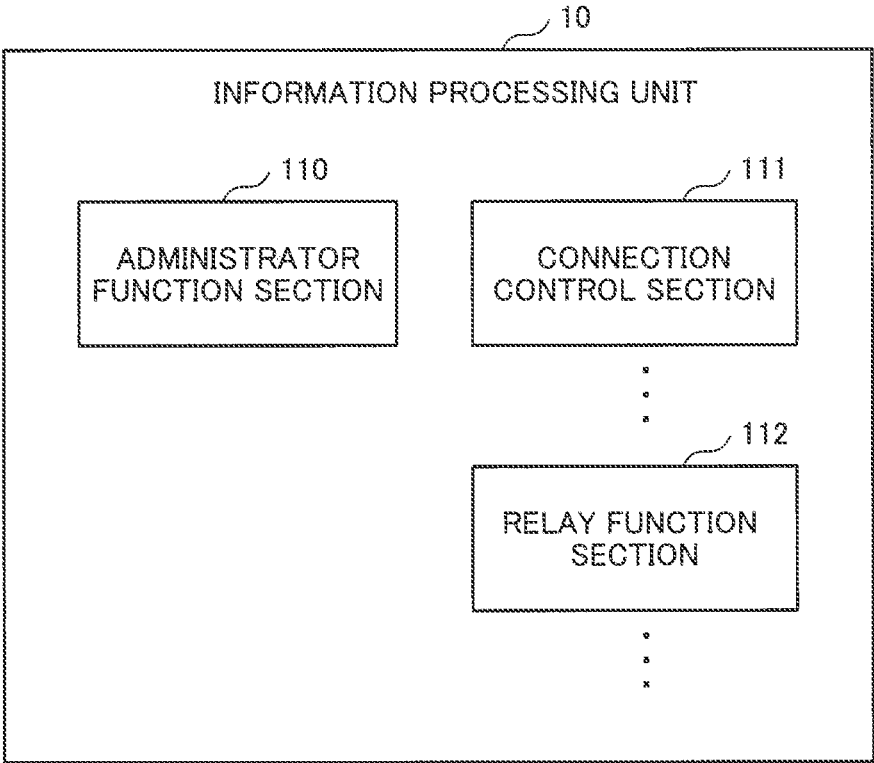 10
INFORMATION PROCESSING UNIT
110
111
ADMINISTRATOR
FUNCTION SECTION
CONNECTION
CONTROL SECTION
112
RELAY FUNCTION
SECTION